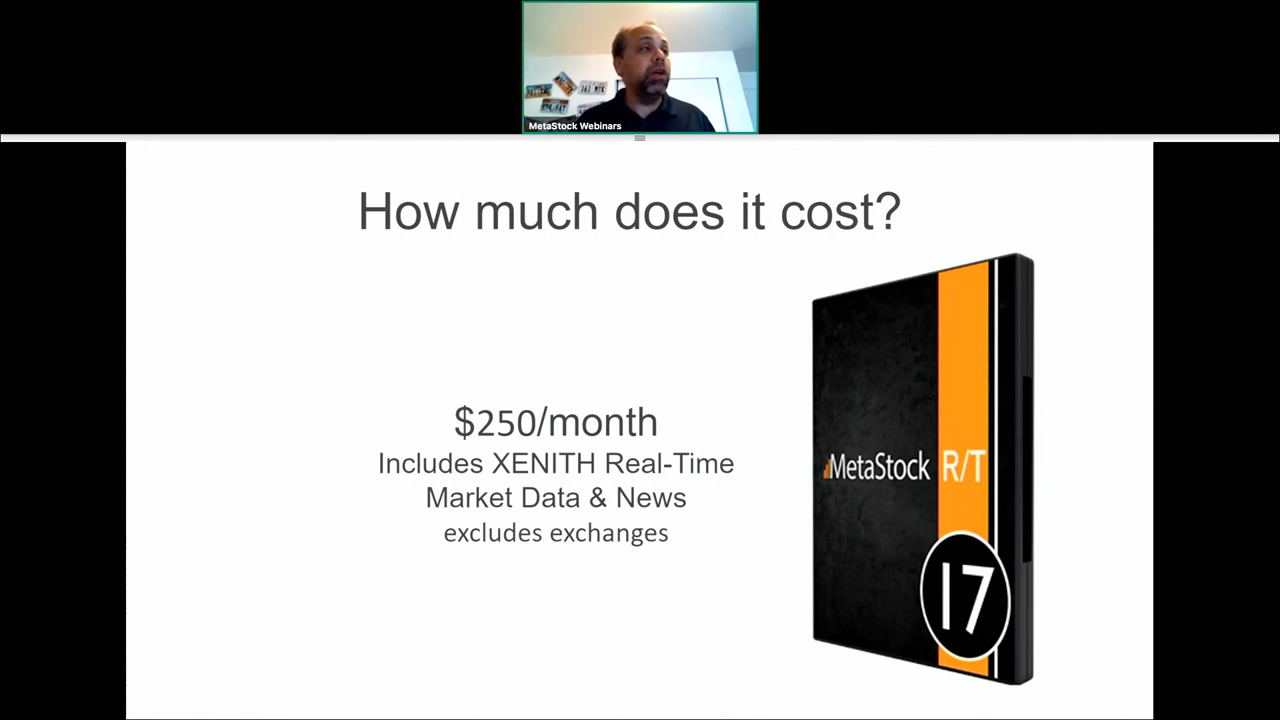 MetaStock Webinars
How much does it cost?
$250/month
Includes XENITH Real-Time
Market Data & News
excludes exchanges
MetaStock R/T
17